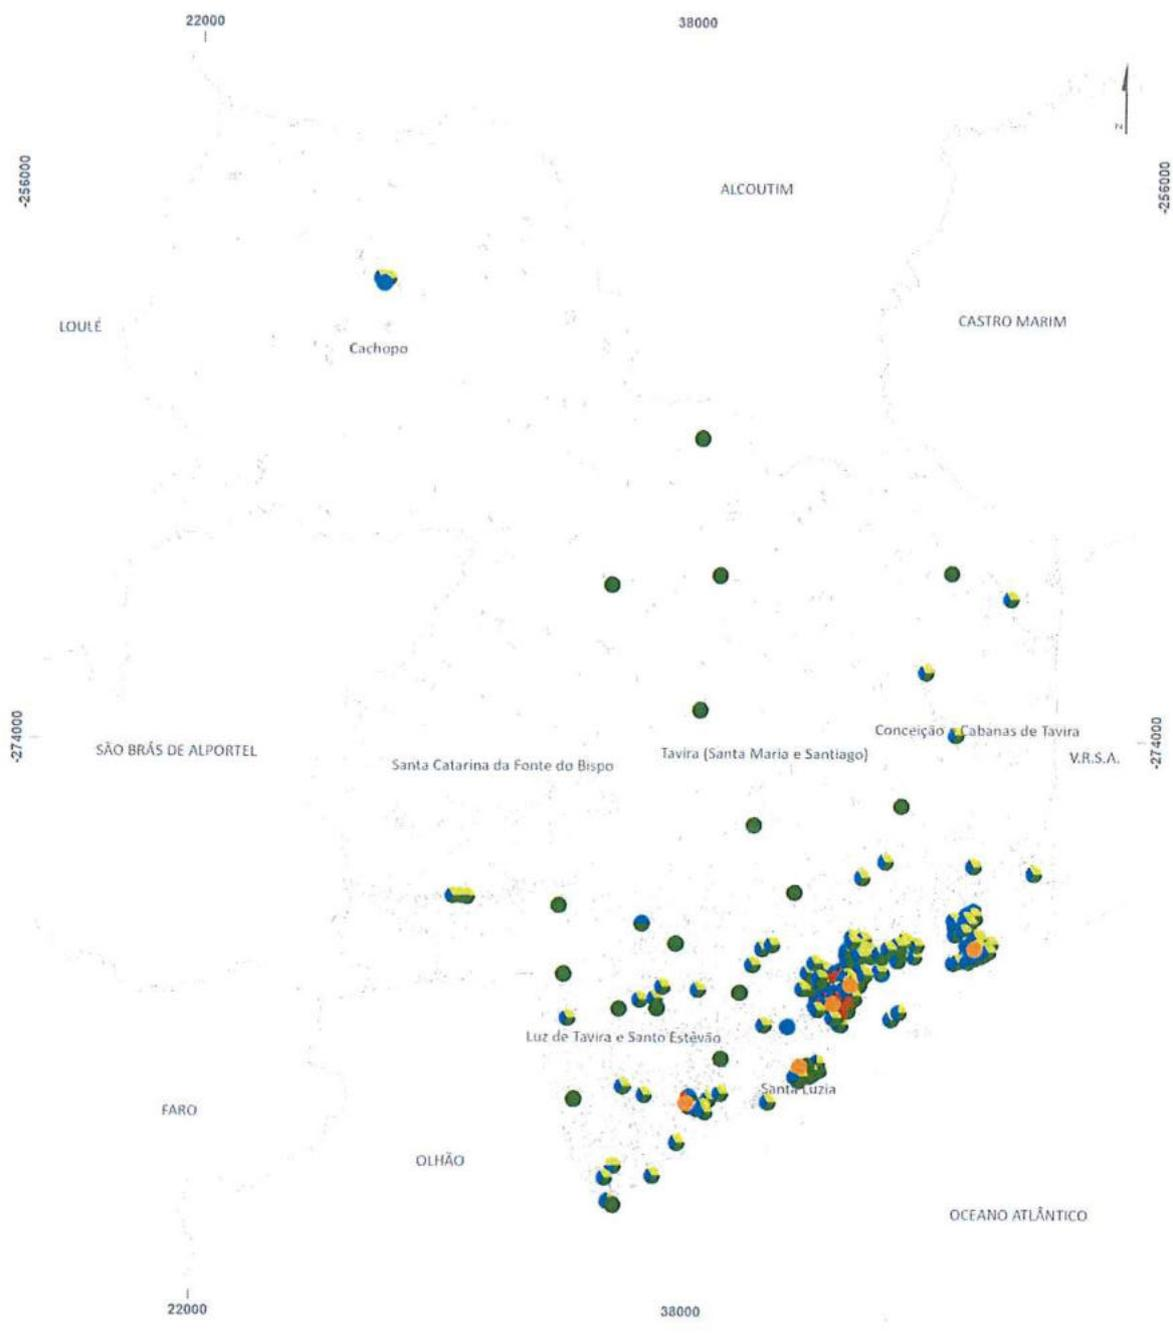 22000
38000
-256000
-256000
N
ALCOUTIM
LOULÉ
CASTRO MARIM
Cachopo
-274000
-274000
SÃO BRÁS DE ALPORTEL
Santa Catarina da Fonte do Bispo
Tavira (Santa Maria e Santiago)
Conceição e Cabanas de Tavira
V.R.S.A.
Luz de Tavira e Santo Estêvão
Santa Luzia
FARO
OLHÃO
OCEANO ATLÂNTICO
22000
38000